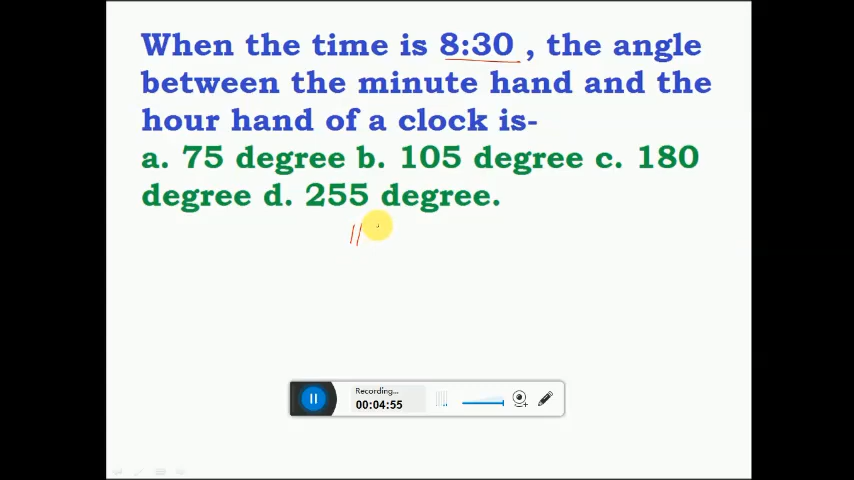 When the time is 8:30 , the angle
between the minute hand and the
hour hand of a clock is-
a. 75 degree b. 105 degree c. 180
degree d. 255 degree.
11
Recording...
00:04:55